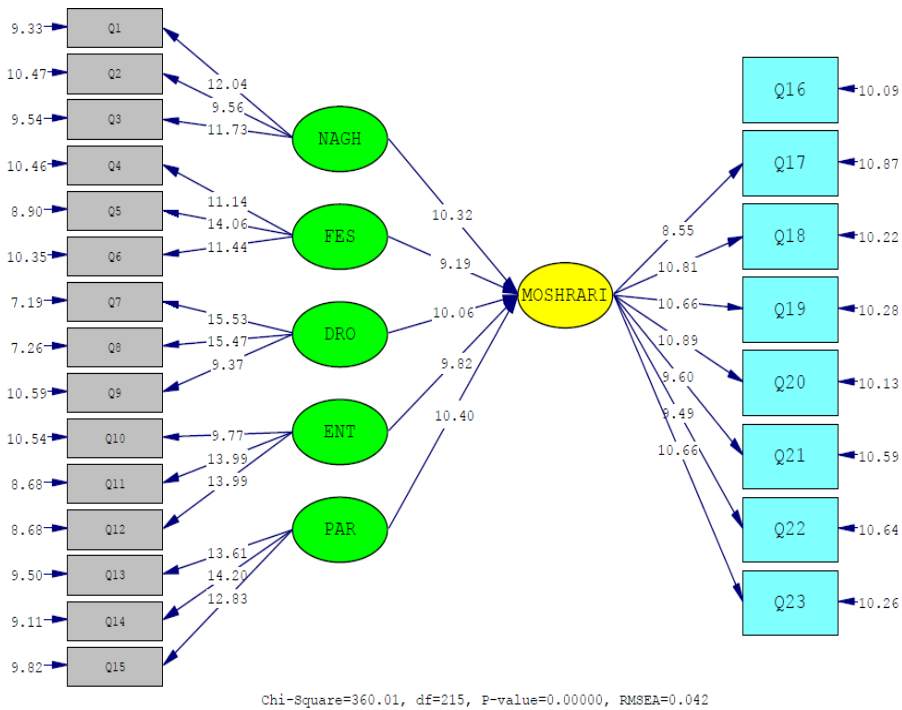 9.33 Q1
10.47 Q2
9.54 Q3
10.46 Q4
8.90 Q5
10.35 Q6
7.19 Q7
7.26 Q8
10.59 Q9
10.54 Q10
8.68 Q11
8.68 Q12
9.50 Q13
9.11 Q14
9.82 Q15
12.04
9.56
11.73
11.14
14.06
11.44
15.53
15.47
9.37
9.77
13.99
13.99
13.61
14.20
12.83
NAGH
FES
DRO
ENT
PAR
10.32
9.19
10.06
9.82
10.40
MOSHRARI
8.55
10.81
10.66
10.89
9.60
9.49
10.66
Q16 10.09
Q17 10.87
Q18 10.22
Q19 10.28
Q20 10.13
Q21 10.59
Q22 10.64
Q23 10.26
Chi-Square=360.01, df=215, P-value=0.00000, RMSEA=0.042